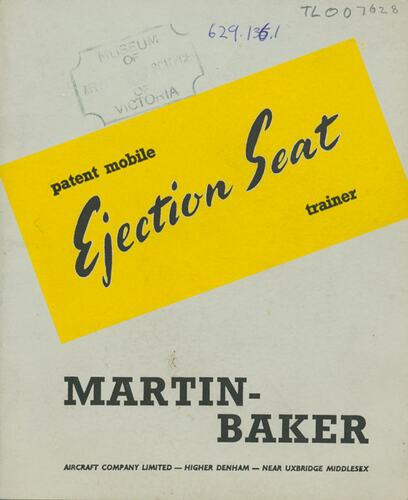 TL007628
629.136.1
MUSEUM
OF
OF
VICTORIA
patent mobile
Ejection Seat
trainer
MARTIN-
BAKER
AIRCRAFT COMPANY LIMITED — HIGHER DENHAM — NEAR UXBRIDGE MIDDLESEX